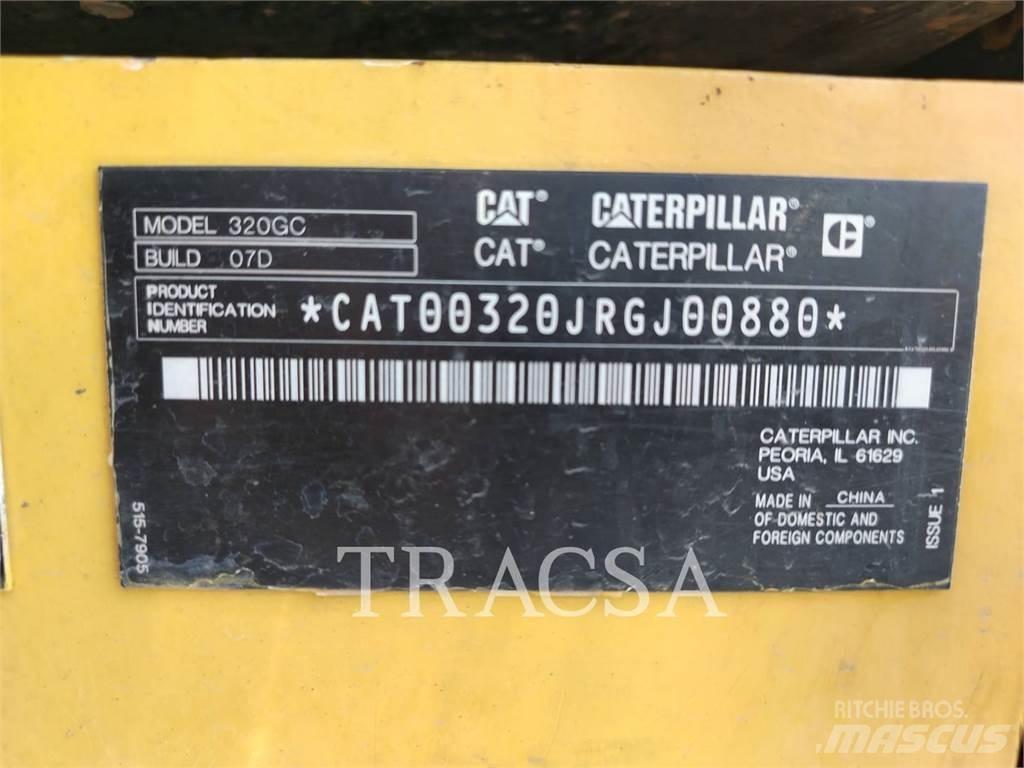 CAT® CATERPILLAR®
CAT® CATERPILLAR®
MODEL 320GC
BUILD 07D
PRODUCT
IDENTIFICATION
NUMBER
*CAT00320JRGJ00880*
CATERPILLAR INC.
PEORIA, IL 61629
USA
MADE IN CHINA
OF DOMESTIC AND
FOREIGN COMPONENTS
ISSUE 1
515-7905
TRACSA
RITCHIE BROS.
MASCUS